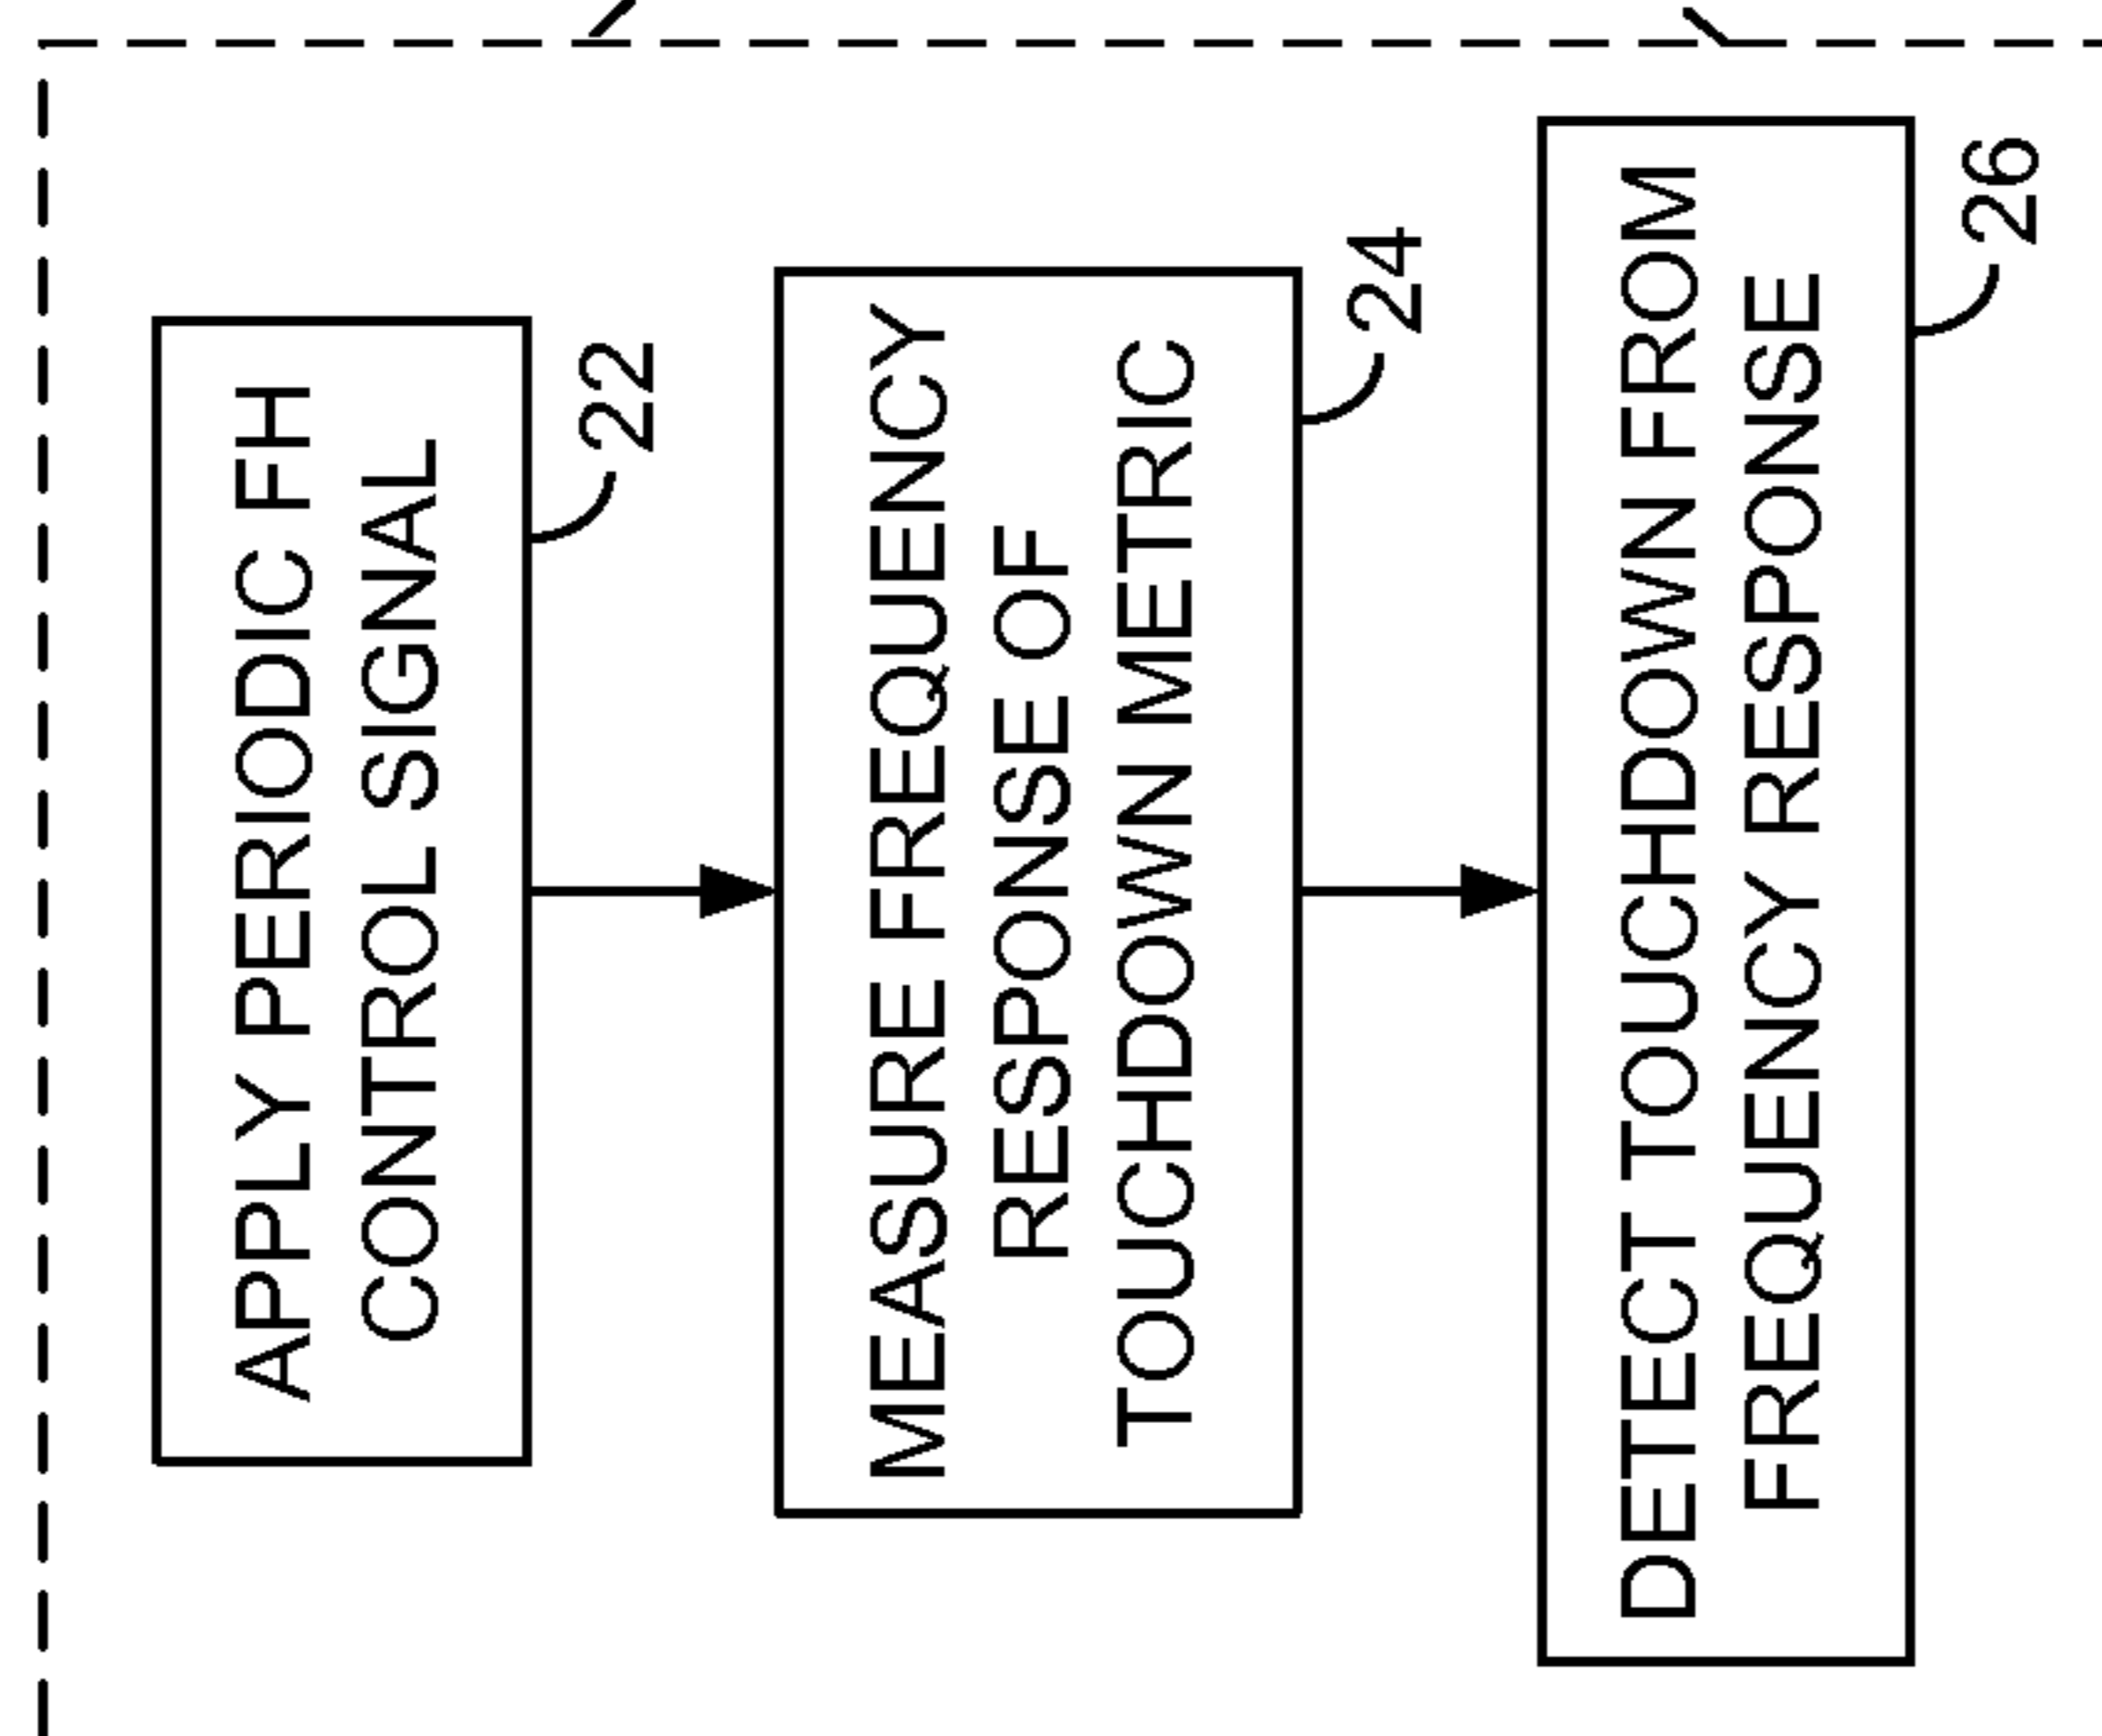 APPLY PERIODIC FH
CONTROL SIGNAL
22
MEASURE FREQUENCY
RESPONSE OF
TOUCHDOWN METRIC
24
DETECT TOUCHDOWN FROM
FREQUENCY RESPONSE
26